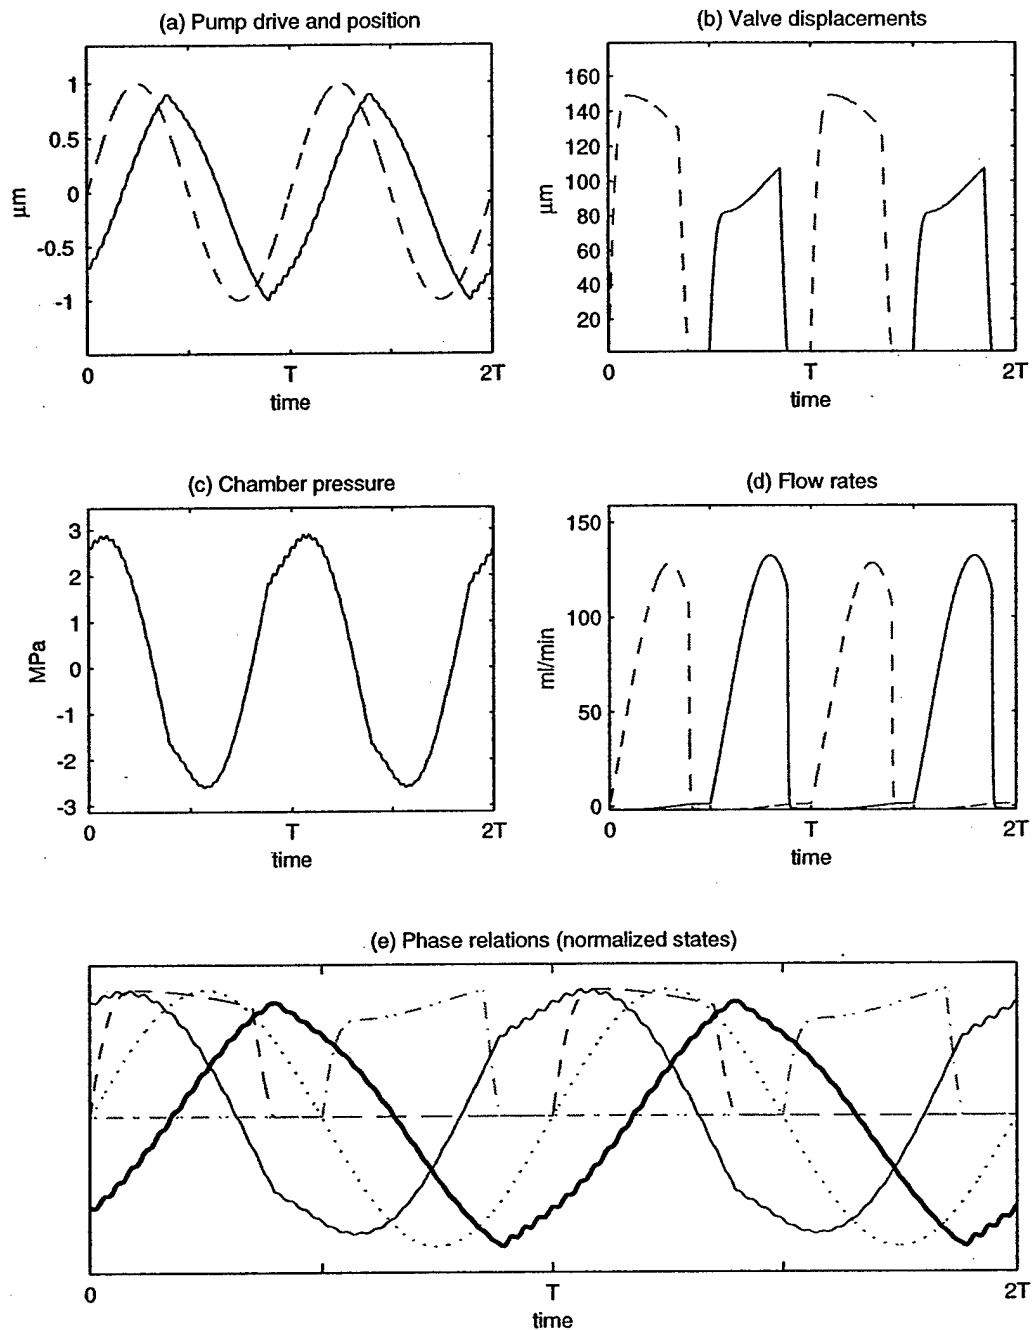 (a) Pump drive and position
1
0.5
0
-0.5
-1
µm
0
T
2T
time
(b) Valve displacements
160
140
120
100
80
60
40
20
µm
0
T
2T
time
(c) Chamber pressure
3
2
1
0
-1
-2
-3
MPa
0
T
2T
time
(d) Flow rates
150
100
50
0
ml/min
0
T
2T
time
(e) Phase relations (normalized states)
0
T
2T
time